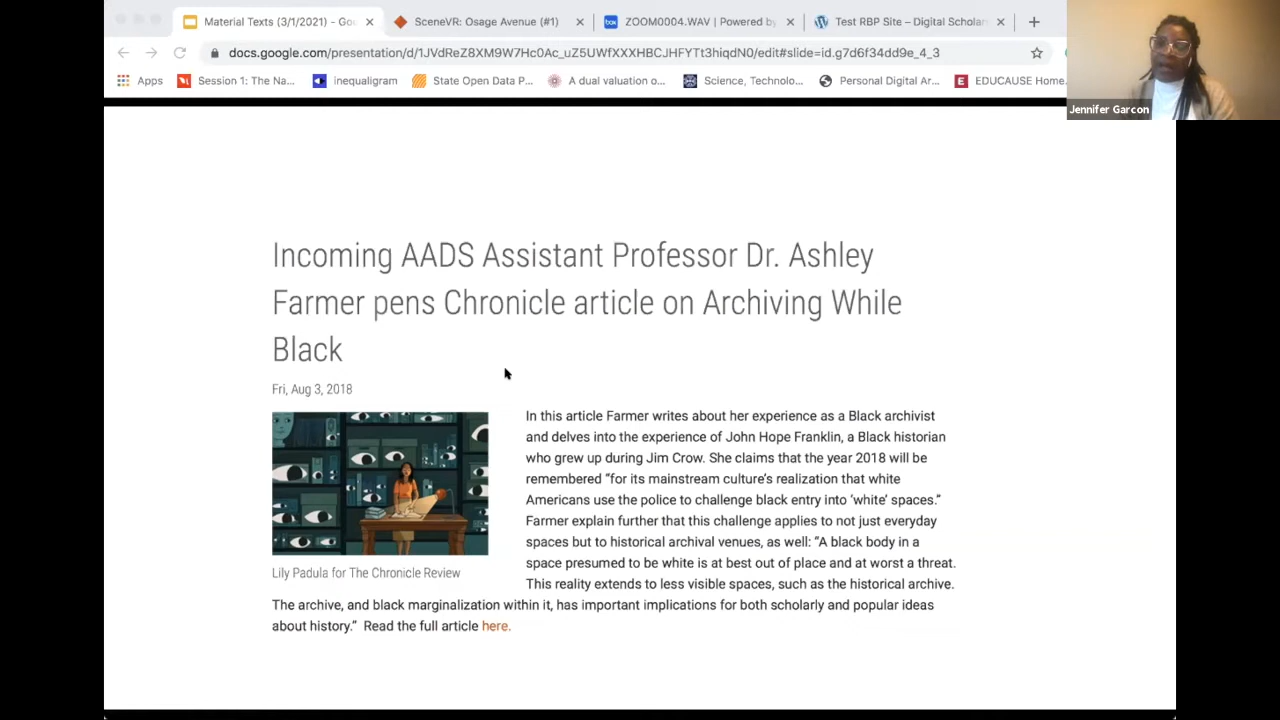 Material Texts (3/1/2021) - Goo
SceneVR: Osage Avenue (#1)
ZOOM0004.WAV | Powered by
Test RBP Site – Digital Scholars
docs.google.com/presentation/d/1JVdReZ8XM9W7Hc0Ac_uZ5UWfXXXHBCJHFYTt3hiqdN0/edit#slide=id.g7d6f34dd9e_4_3
Apps
Session 1: The Na...
inequaligram
State Open Data P...
A dual valuation o...
Science, Technolo...
Personal Digital Ar...
EDUCAUSE Home.
Jennifer Garcon
Incoming AADS Assistant Professor Dr. Ashley
Farmer pens Chronicle article on Archiving While
Black
Fri, Aug 3, 2018
In this article Farmer writes about her experience as a Black archivist
and delves into the experience of John Hope Franklin, a Black historian
who grew up during Jim Crow. She claims that the year 2018 will be
remembered “for its mainstream culture’s realization that white
Americans use the police to challenge black entry into ‘white’ spaces.”
Farmer explain further that this challenge applies to not just everyday
spaces but to historical archival venues, as well: “A black body in a
space presumed to be white is at best out of place and at worst a threat.
This reality extends to less visible spaces, such as the historical archive.
The archive, and black marginalization within it, has important implications for both scholarly and popular ideas
about history.” Read the full article here.
Lily Padula for The Chronicle Review